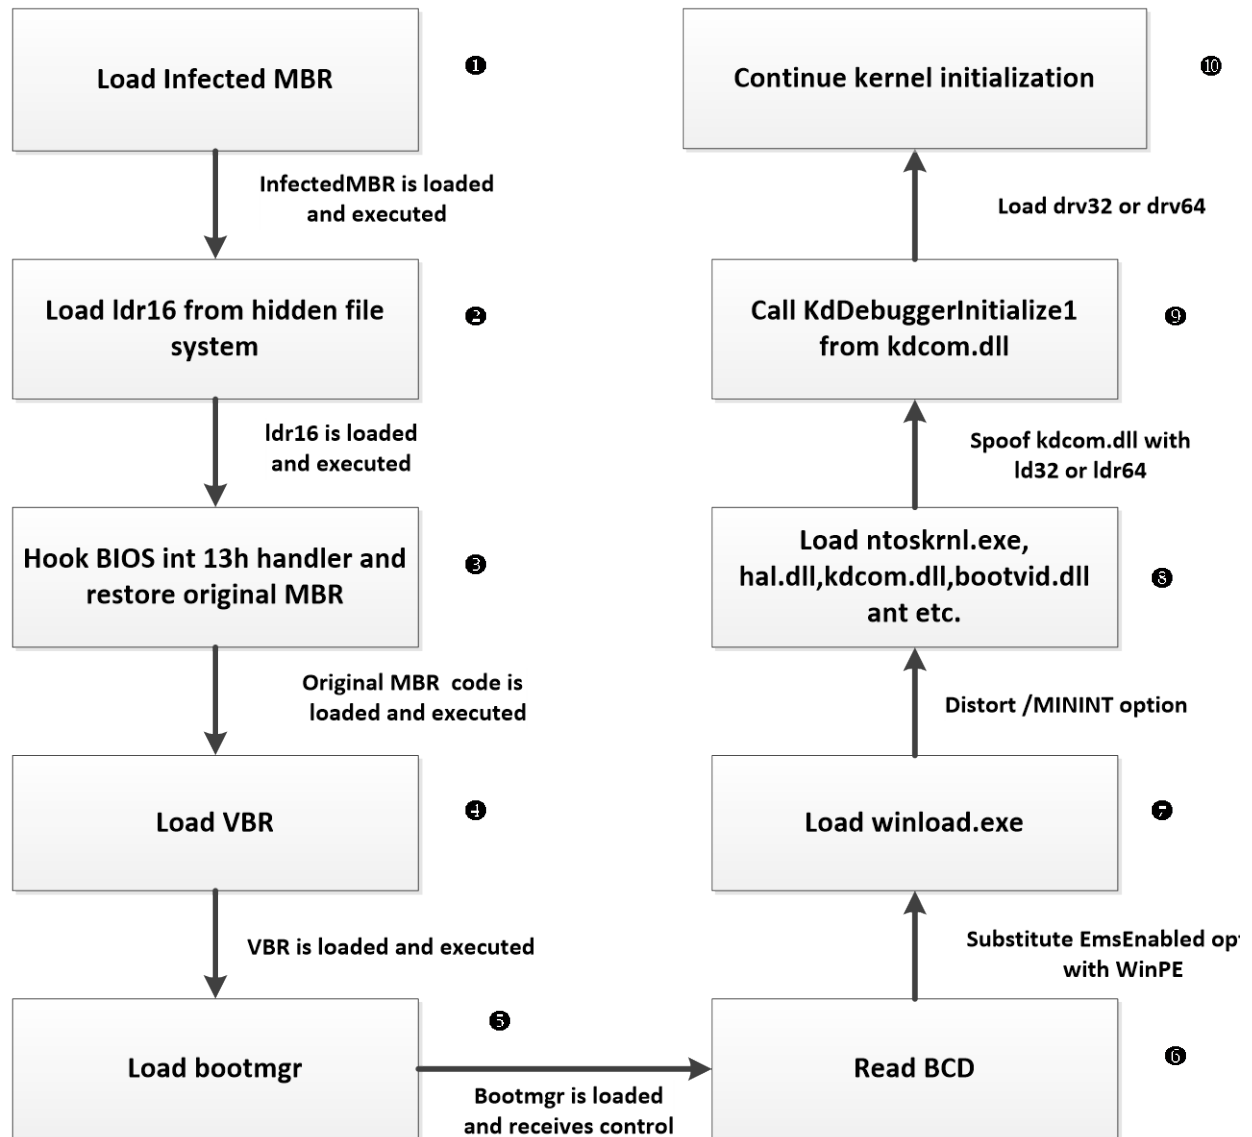 Load Infected MBR
❶
InfectedMBR is loaded
and executed
Load ldr16 from hidden file
system
❷
ldr16 is loaded
and executed
Hook BIOS int 13h handler and
restore original MBR
❸
Original MBR code is
loaded and executed
Load VBR
❹
VBR is loaded and executed
Load bootmgr
❺
Bootmgr is loaded
and receives control
Read BCD
❻
Substitute EmsEnabled
with WinPE
Load winload.exe
❼
Distort /MININT option
Load ntoskrnl.exe,
hal.dll,kdcom.dll,bootvid.dll
ant etc.
❽
Spoof kdcom.dll with
ld32 or ldr64
Call KdDebuggerInitialize1
from kdcom.dll
❾
Load drv32 or drv64
Continue kernel initialization
❿